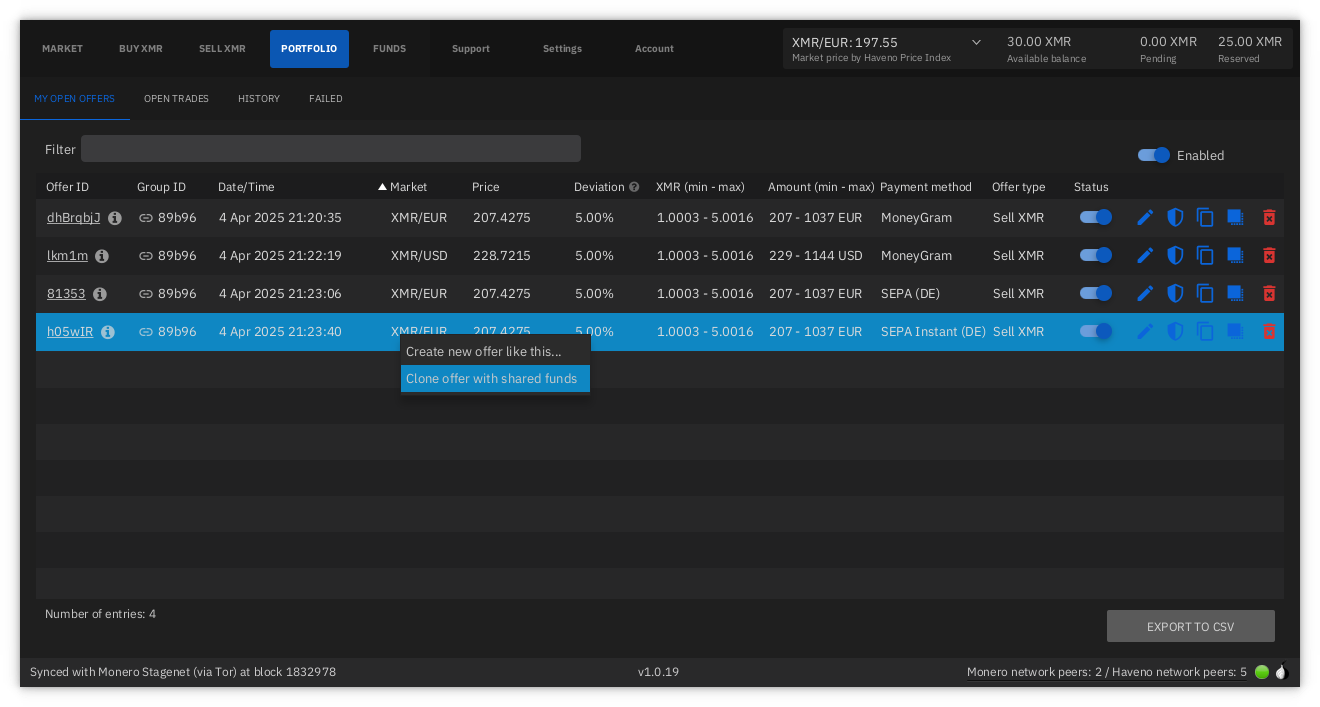 MARKET BUY XMR SELL XMR PORTFOLIO FUNDS Support Settings Account XMR/EUR: 197.55 30.00 XMR 0.00 XMR 25.00 XMR
Market price by Haveno Price Index Available balance Pending Reserved
MY OPEN OFFERS OPEN TRADES HISTORY FAILED
Filter Enabled
Offer ID Group ID Date/Time Market Price Deviation XMR (min - max) Amount (min - max) Payment method Offer type Status
dhBrqbjJ 89b96 4 Apr 2025 21:20:35 XMR/EUR 207.4275 5.00% 1.0003 - 5.0016 207 - 1037 EUR MoneyGram Sell XMR
lkm1m 89b96 4 Apr 2025 21:22:19 XMR/USD 228.7215 5.00% 1.0003 - 5.0016 229 - 1144 USD MoneyGram Sell XMR
81353 89b96 4 Apr 2025 21:23:06 XMR/EUR 207.4275 5.00% 1.0003 - 5.0016 207 - 1037 EUR SEPA (DE) Sell XMR
h05wIR 89b96 4 Apr 2025 21:23:40 XMR/EUR 207.4275 5.00% 1.0003 - 5.0016 207 - 1037 EUR SEPA Instant (DE) Sell XMR
Create new offer like this...
Clone offer with shared funds
Number of entries: 4
EXPORT TO CSV
Synced with Monero Stagenet (via Tor) at block 1832978 v1.0.19 Monero network peers: 2 / Haveno network peers: 5